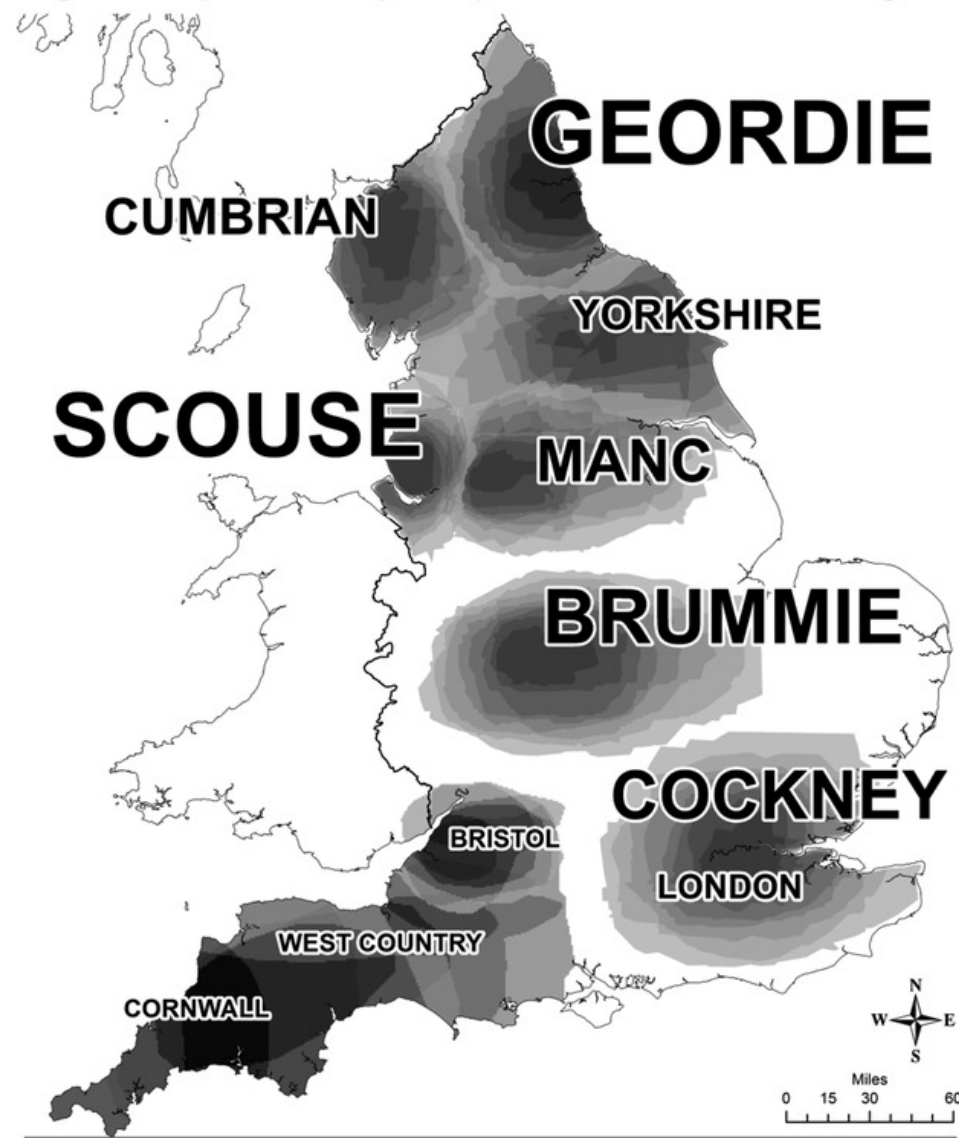 GEORDIE
CUMBRIAN
YORKSHIRE
SCOUSE
MANC
BRUMMIE
COCKNEY
BRISTOL
LONDON
WEST COUNTRY
CORNWALL
N
W E
S
Miles
0 15 30 60